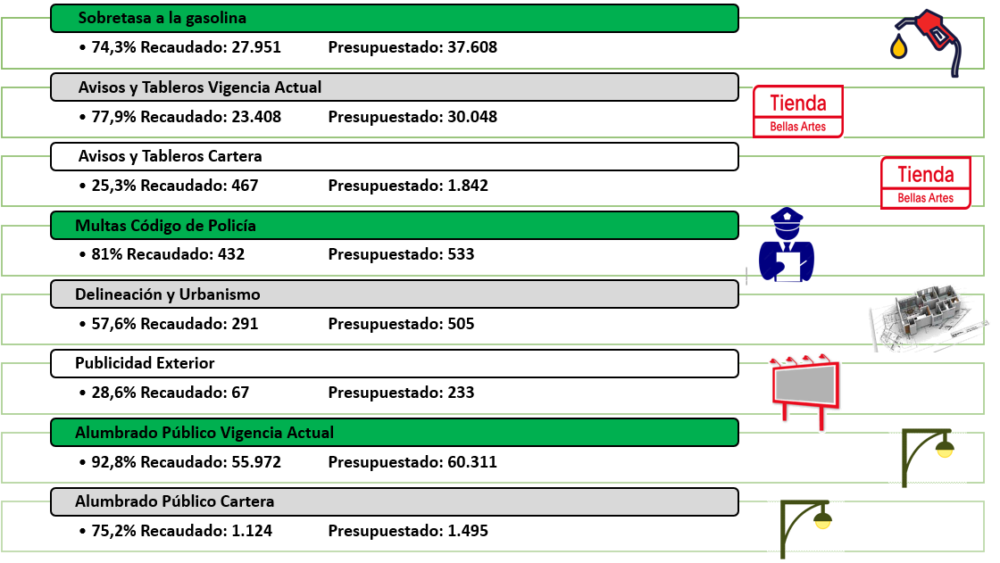 Sobretasa a la gasolina
• 74,3% Recaudado: 27.951 Presupuestado: 37.608
Avisos y Tableros Vigencia Actual
• 77,9% Recaudado: 23.408 Presupuestado: 30.048
Tienda
Bellas Artes
Avisos y Tableros Cartera
• 25,3% Recaudado: 467 Presupuestado: 1.842
Tienda
Bellas Artes
Multas Código de Policía
• 81% Recaudado: 432 Presupuestado: 533
Delineación y Urbanismo
• 57,6% Recaudado: 291 Presupuestado: 505
Publicidad Exterior
• 28,6% Recaudado: 67 Presupuestado: 233
Alumbrado Público Vigencia Actual
• 92,8% Recaudado: 55.972 Presupuestado: 60.311
Alumbrado Público Cartera
• 75,2% Recaudado: 1.124 Presupuestado: 1.495